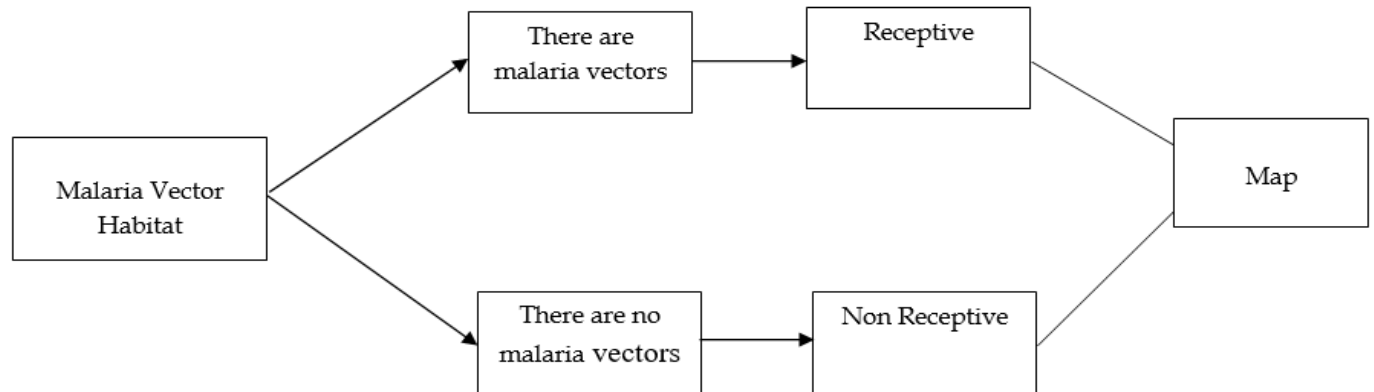 Malaria Vector
Habitat
There are
malaria vectors
Receptive
There are no
malaria vectors
Non Receptive
Map